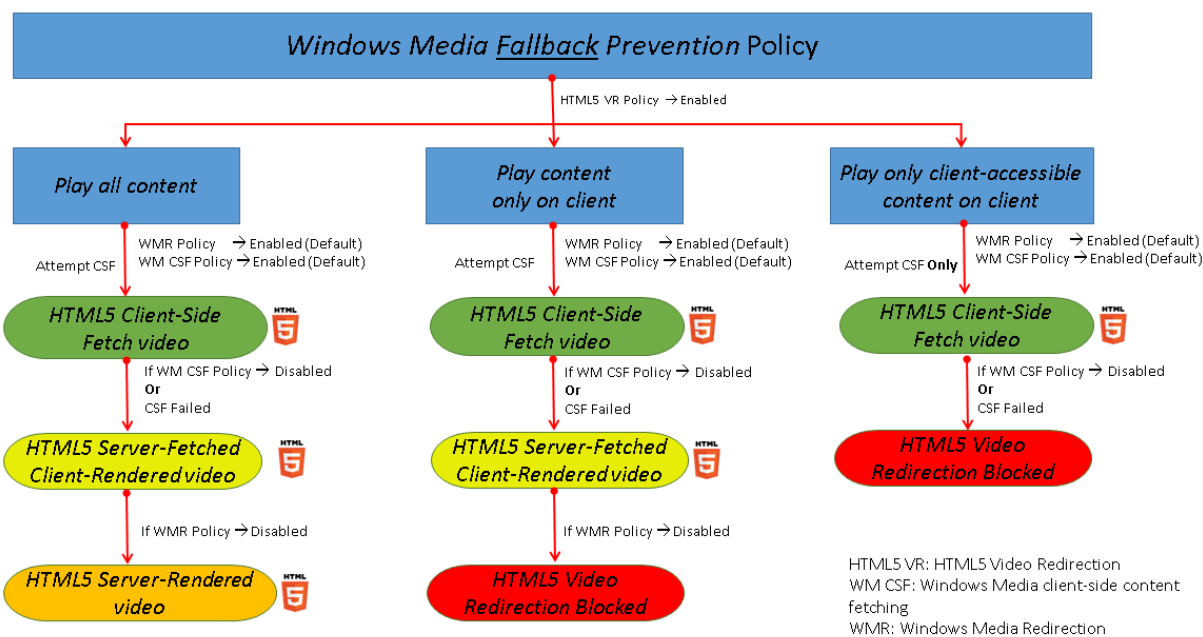 Windows Media Fallback Prevention Policy
HTML5 VR Policy → Enabled
Play all content
WMR Policy → Enabled (Default)
WM CSF Policy → Enabled (Default)
Attempt CSF
HTML5 Client-Side
Fetch video
HTML
5
If WM CSF Policy → Disabled
Or
CSF Failed
HTML5 Server-Fetched
Client-Rendered video
HTML
5
If WMR Policy → Disabled
HTML5 Server-Rendered
video
HTML
5
Play content
only on client
WMR Policy → Enabled (Default)
WM CSF Policy → Enabled (Default)
Attempt CSF
HTML5 Client-Side
Fetch video
HTML
5
If WM CSF Policy → Disabled
Or
CSF Failed
HTML5 Server-Fetched
Client-Rendered video
HTML
5
If WMR Policy → Disabled
HTML5 Video
Redirection Blocked
Play only client-accessible
content on client
WMR Policy → Enabled (Default)
WM CSF Policy → Enabled (Default)
Attempt CSF Only
HTML5 Client-Side
Fetch video
HTML
5
If WM CSF Policy → Disabled
Or
CSF Failed
HTML5 Video
Redirection Blocked
HTML5 VR: HTML5 Video Redirection
WM CSF: Windows Media client-side content
fetching
WMR: Windows Media Redirection